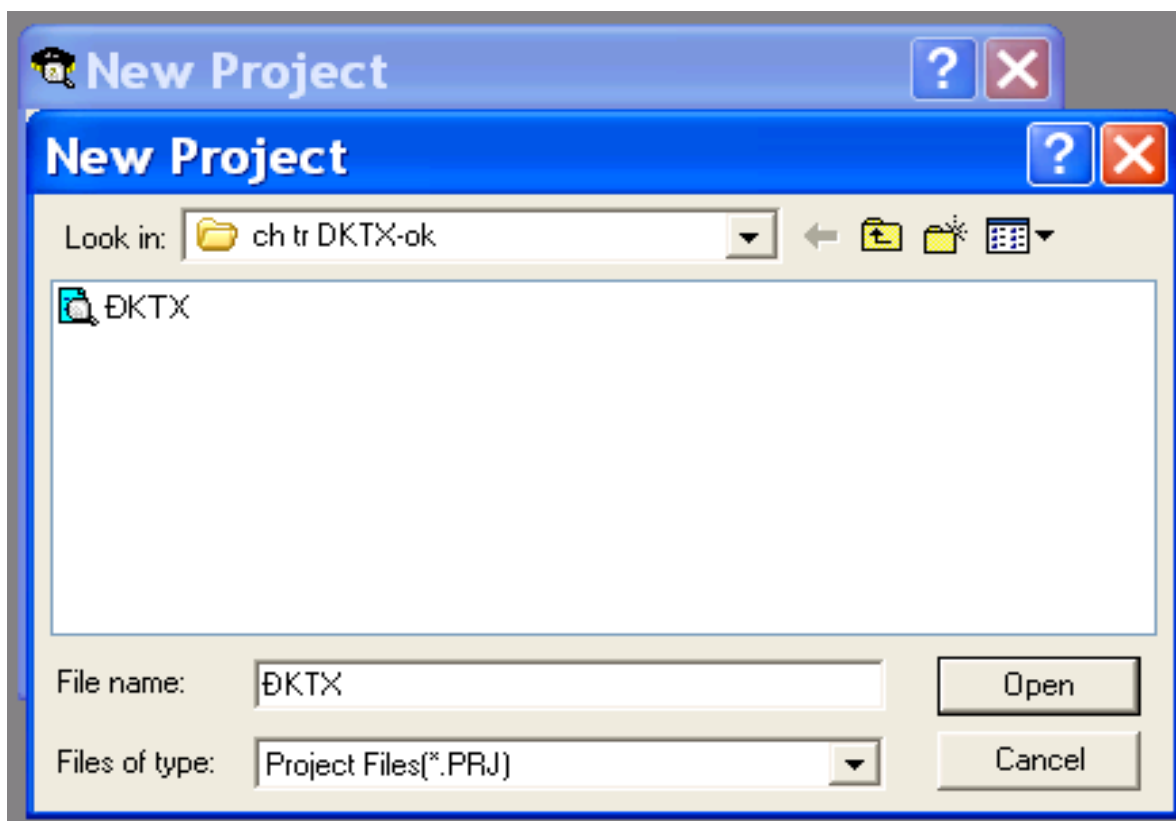 New Project
New Project
Look in: ch tr DKTX-ok
ĐKTX
File name: ĐKTX
Open
Files of type: Project Files(*.PRJ)
Cancel